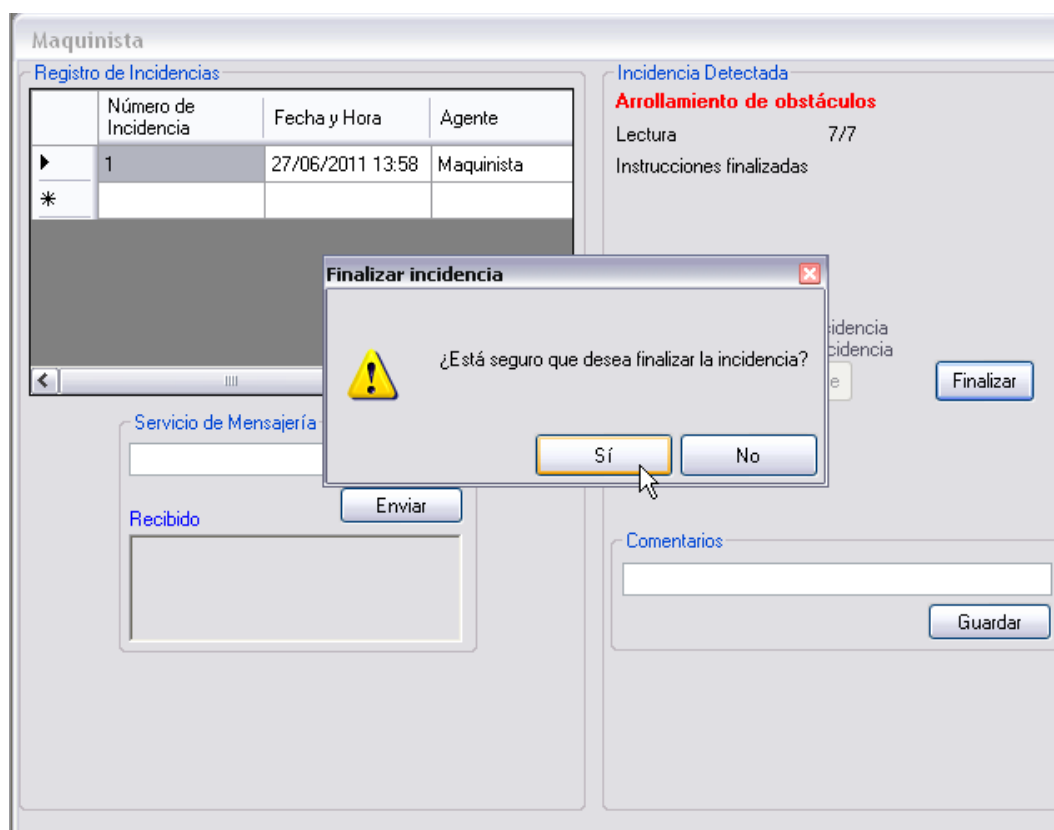 Maquinista
Registro de Incidencias
Número de
Incidencia
Fecha y Hora
Agente
1
27/06/2011 13:58
Maquinista
Incidencia Detectada
Arrollamiento de obstáculos
Lectura 7/7
Instrucciones finalizadas
Finalizar incidencia
¿Está seguro que desea finalizar la incidencia?
Sí
No
cidencia
Finalizar
Servicio de Mensajería
Enviar
Recibido
Comentarios
Guardar